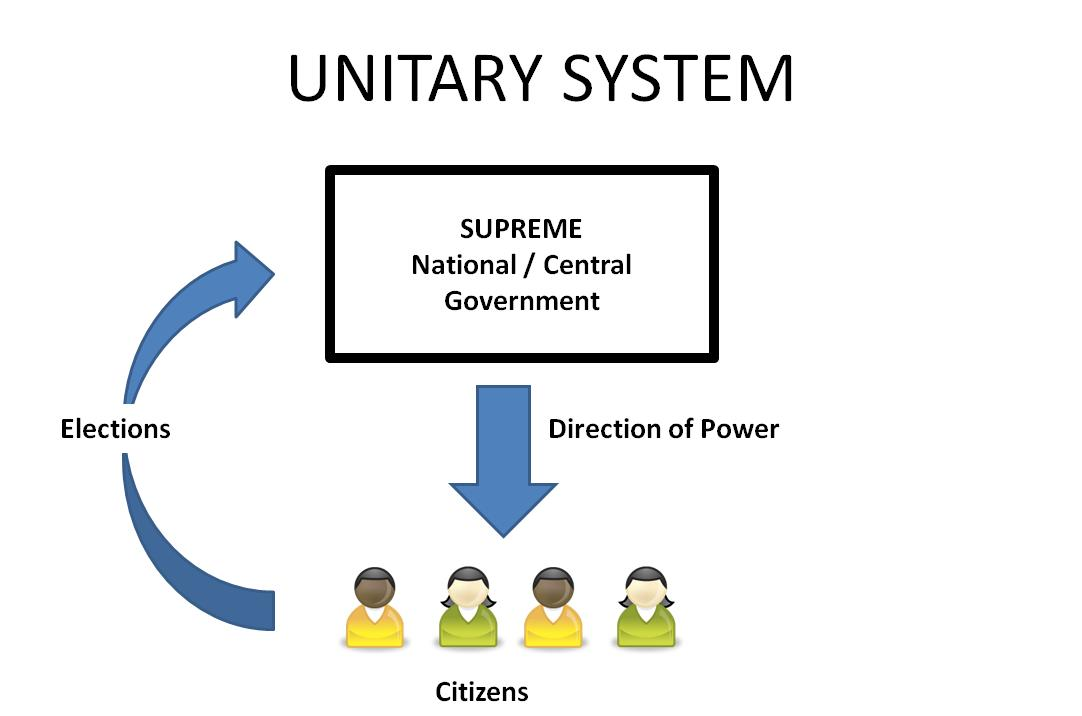 UNITARY SYSTEM
SUPREME
National / Central
Government
Elections
Direction of Power
Citizens